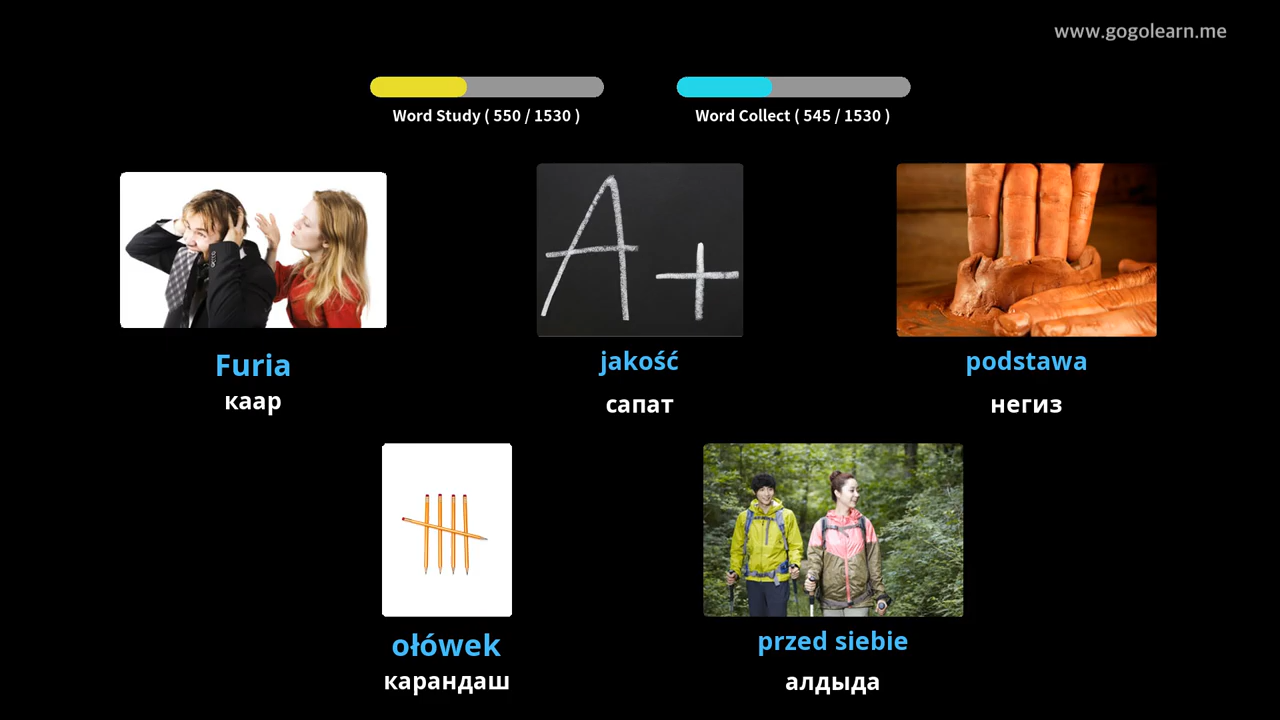 www.gogolearn.me
Word Study ( 550 / 1530 )
Word Collect ( 545 / 1530 )
A+
Furia
каар
jakość
сапат
podstawa
негиз
ołówek
карандаш
przed siebie
алдыда